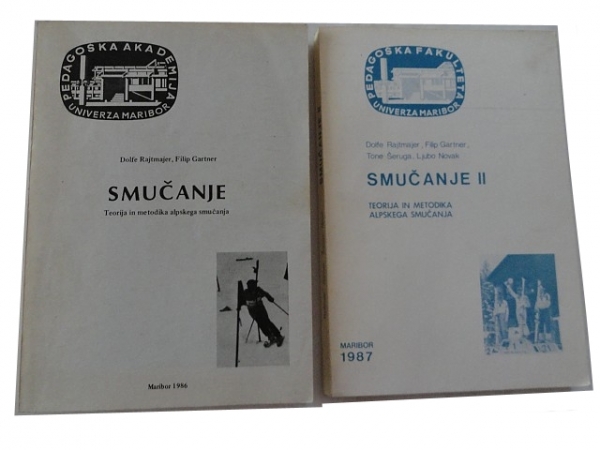 PEDAGOŠKA AKADEMIJA
UNIVERZA MARIBOR
Dolfe Rajtmajer, Filip Gartner
SMUČANJE
Teorija in metodika alpskega smučanja
Maribor 1986
PEDAGOŠKA FAKULTETA
UNIVERZA MARIBOR
Dolfe Rajtmajer, Filip Gartner,
Tone Šeruga, Ljubo Novak
SMUČANJE II
TEORIJA IN METODIKA
ALPSKEGA SMUČANJA
MARIBOR
1987